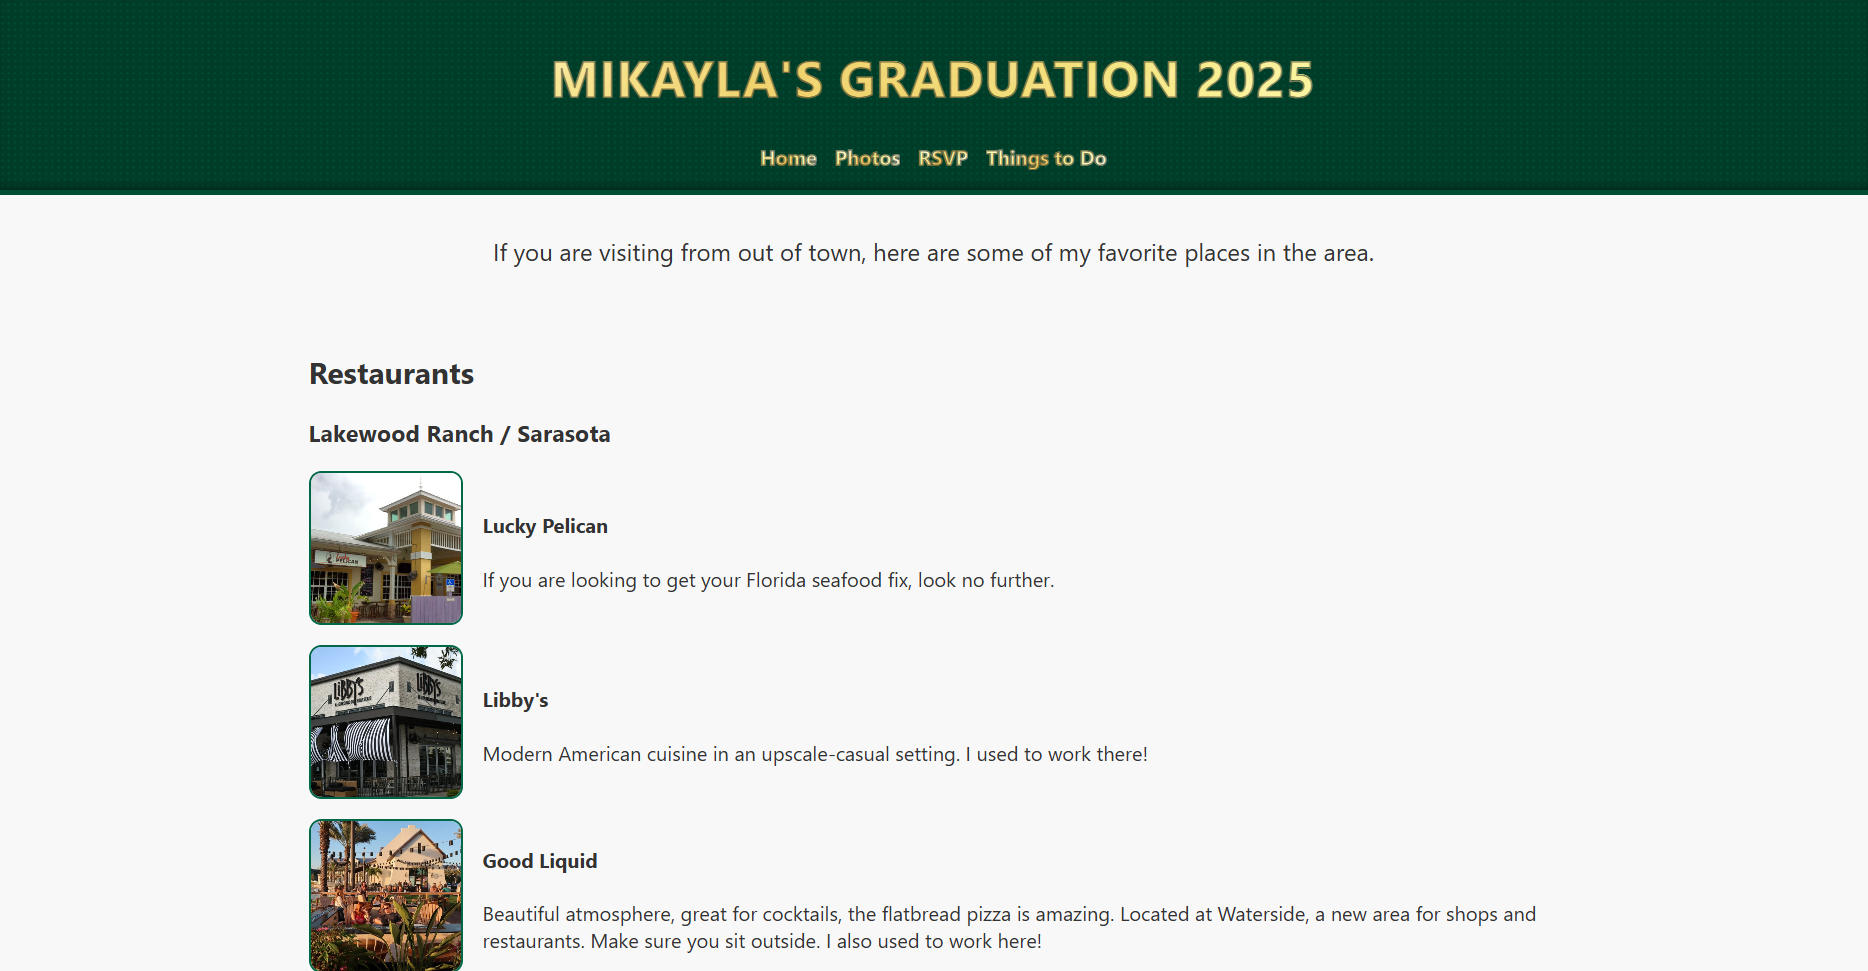 MIKAYLA'S GRADUATION 2025
Home Photos RSVP Things to Do
If you are visiting from out of town, here are some of my favorite places in the area.
Restaurants
Lakewood Ranch / Sarasota
PELICAN
Lucky Pelican
If you are looking to get your Florida seafood fix, look no further.
LiBBY'S LiBBY'S
Libby's
Modern American cuisine in an upscale-casual setting. I used to work there!
Good Liquid
Beautiful atmosphere, great for cocktails, the flatbread pizza is amazing. Located at Waterside, a new area for shops and
restaurants. Make sure you sit outside. I also used to work here!